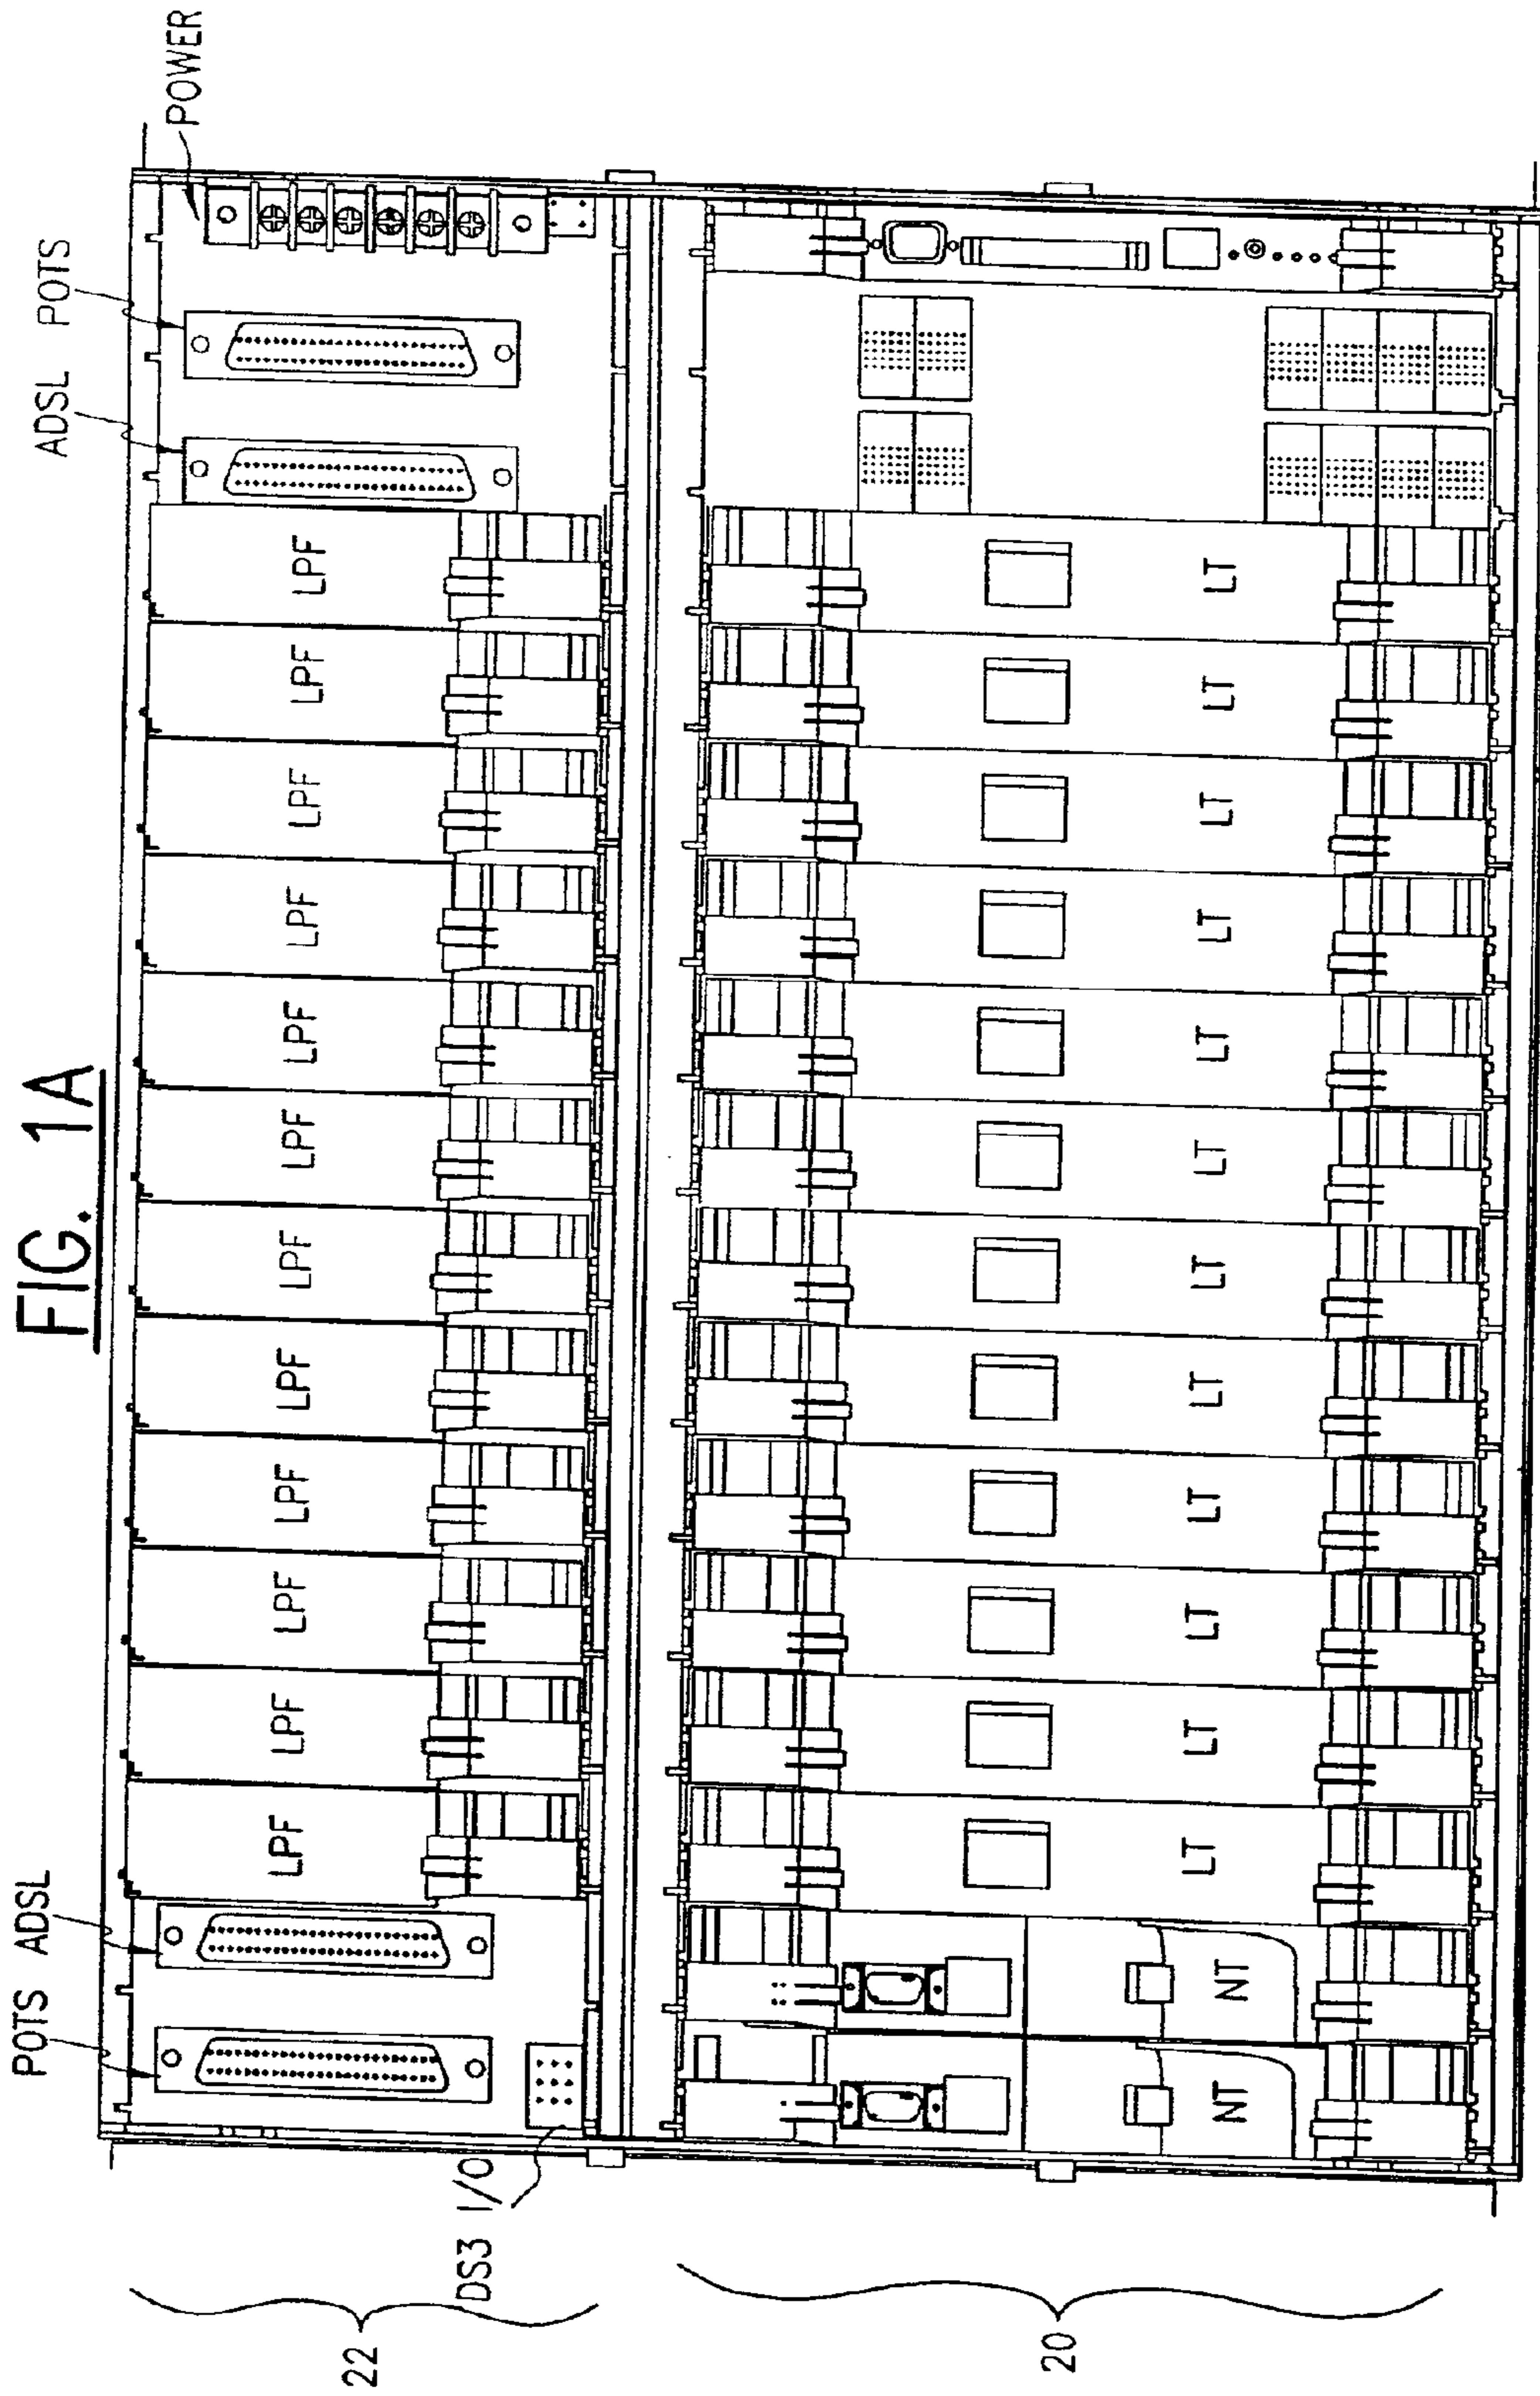 FIG. 1A
POTS ADSL ADSL POTS
POWER
LPF LPF LPF LPF LPF LPF LPF LPF LPF LPF LPF LPF
22
DS3 I/O
20
NT NT LT LT LT LT LT LT LT LT LT LT LT LT